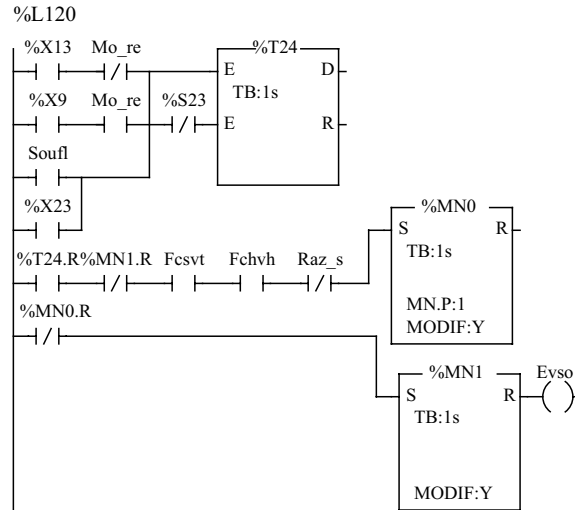 %L120
%X13 Mo_re %T24
E D
TB:1s
%X9 Mo_re %S23
E R
Soufl
%X23
%MN0
S R
TB:1s
%T24.R %MN1.R Fcsvt Fchvh Raz_s
MN.P:1
MODIF:Y
%MN0.R
%MN1 Evso
S R
TB:1s
MODIF:Y